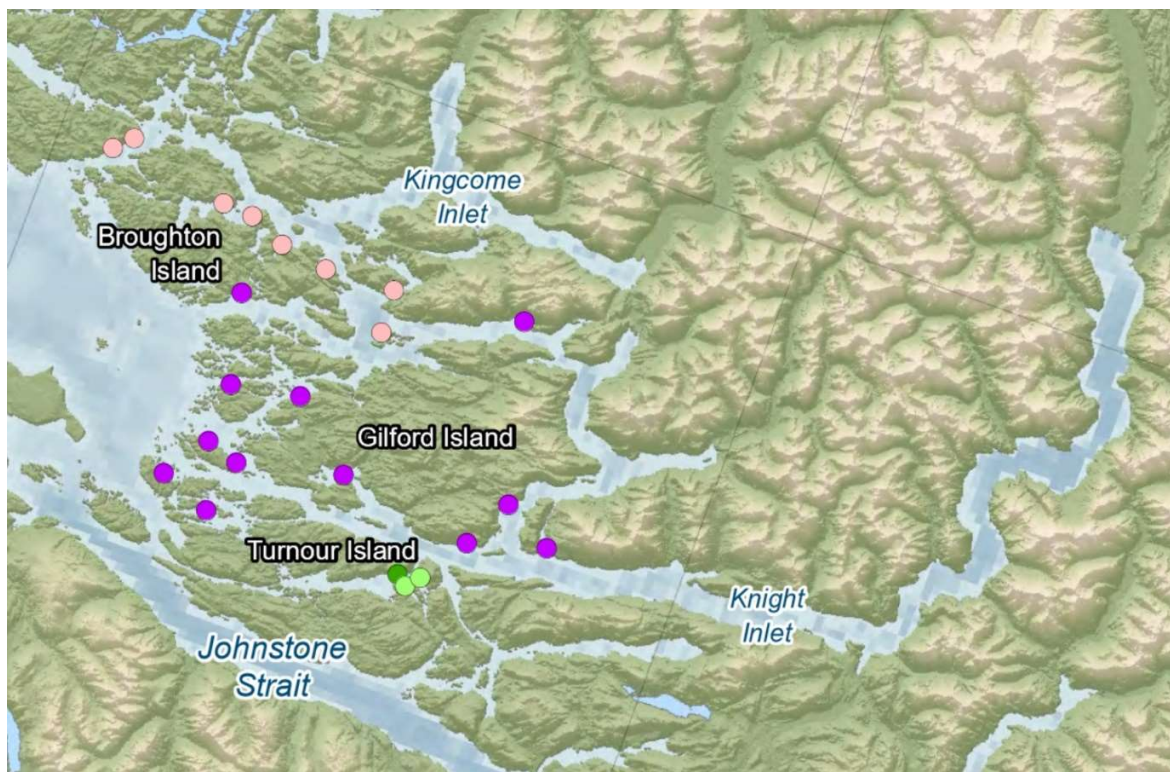 Kingcome
Inlet
Broughton
Island
Gilford Island
Turnour Island
Knight
Inlet
Johnstone
Strait